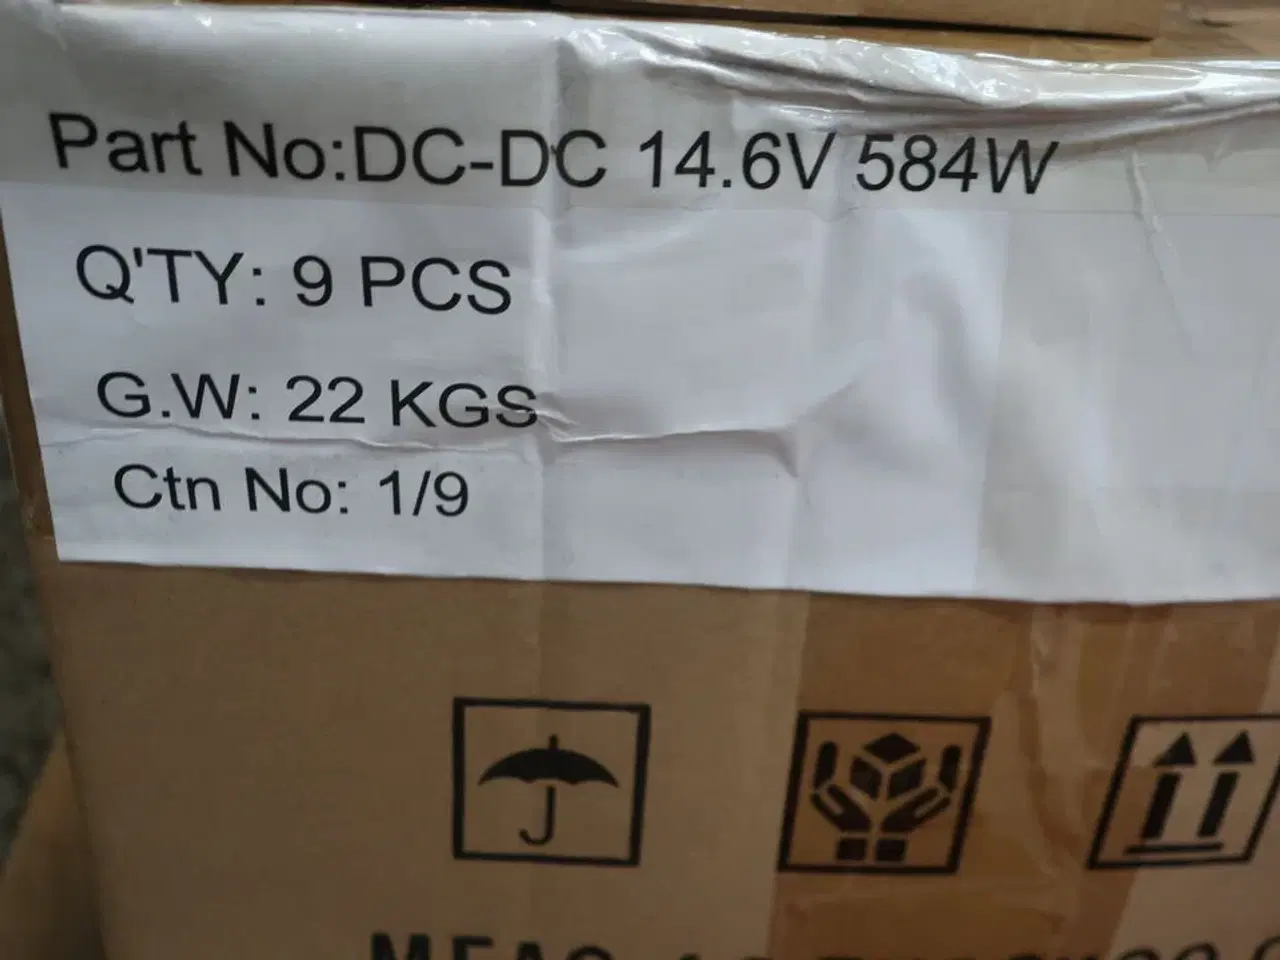 Part No:DC-DC 14.6V 584W
Q'TY: 9 PCS
G.W: 22 KGS
Ctn No: 1/9